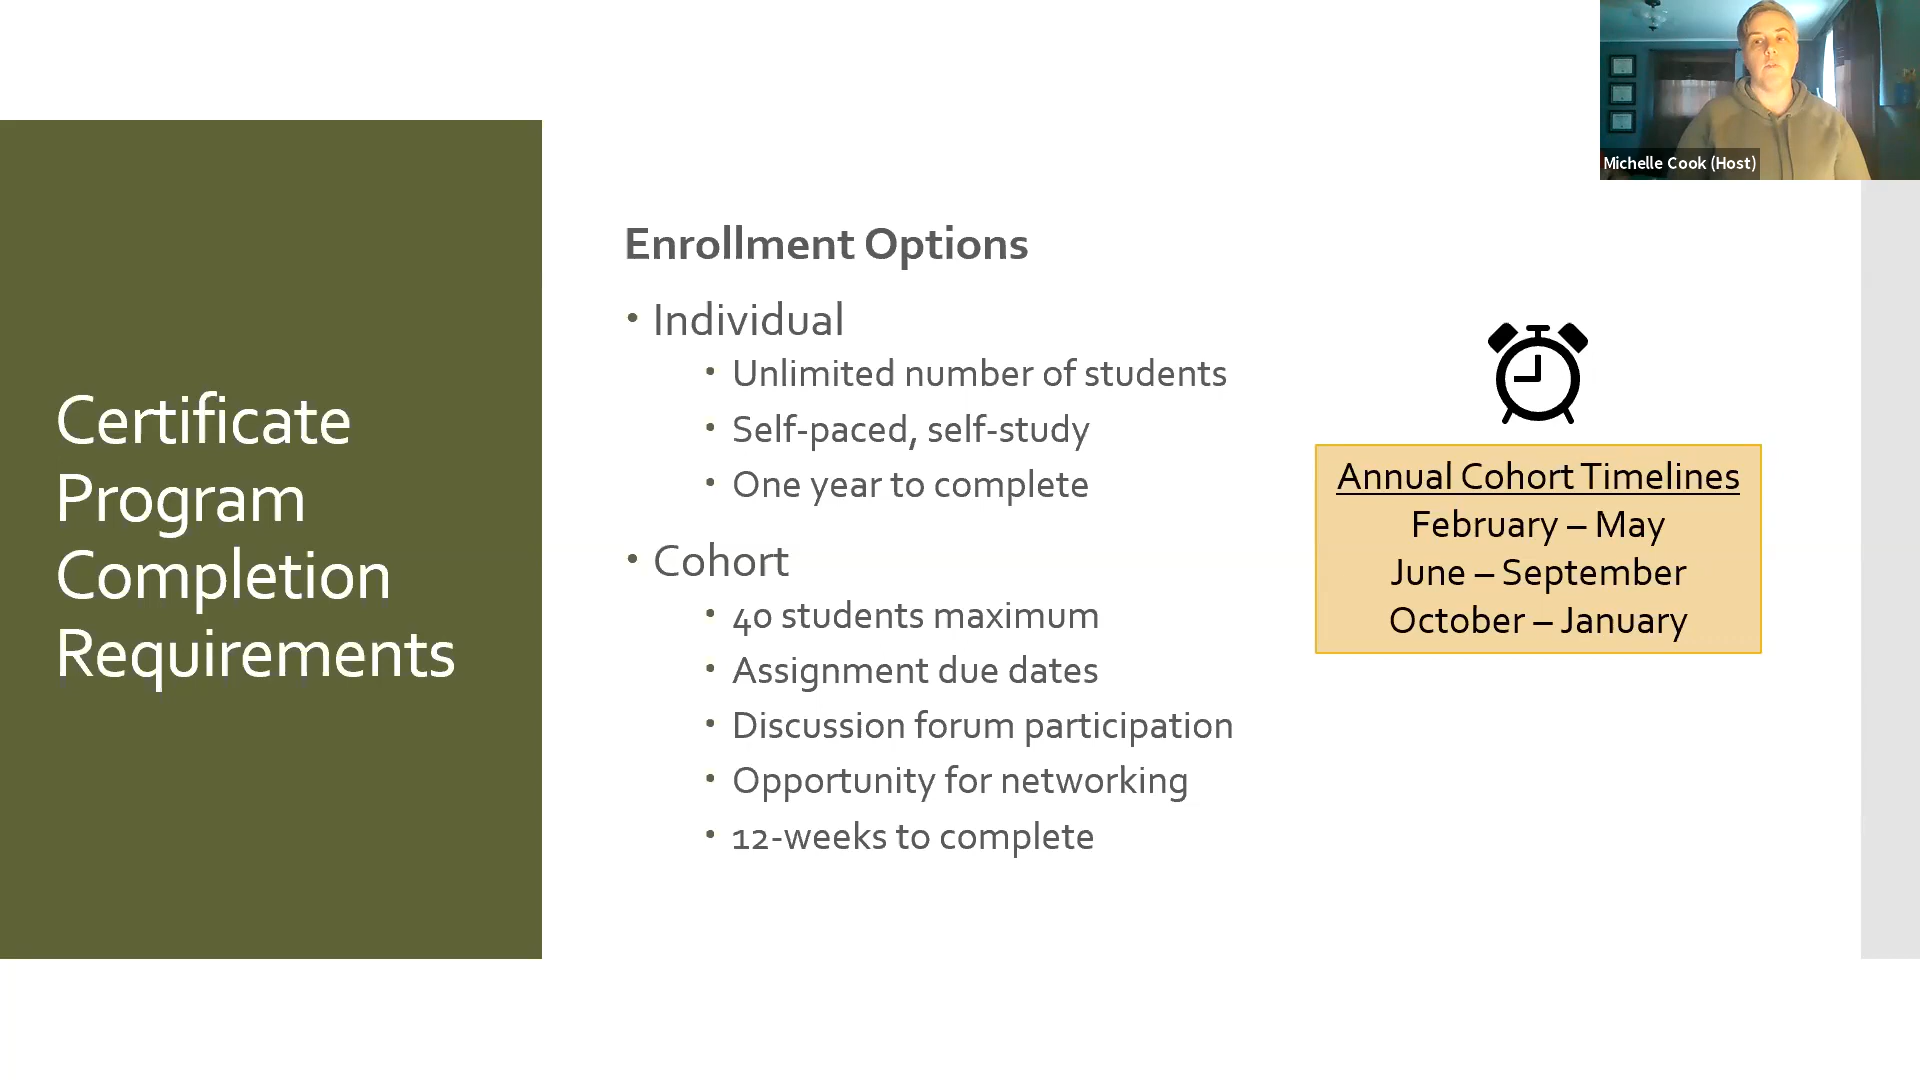 Michelle Cook (Host)
Certificate
Program
Completion
Requirements
Enrollment Options
• Individual
• Unlimited number of students
• Self-paced, self-study
• One year to complete
• Cohort
• 40 students maximum
• Assignment due dates
• Discussion forum participation
• Opportunity for networking
• 12-weeks to complete
Annual Cohort Timelines
February – May
June – September
October – January